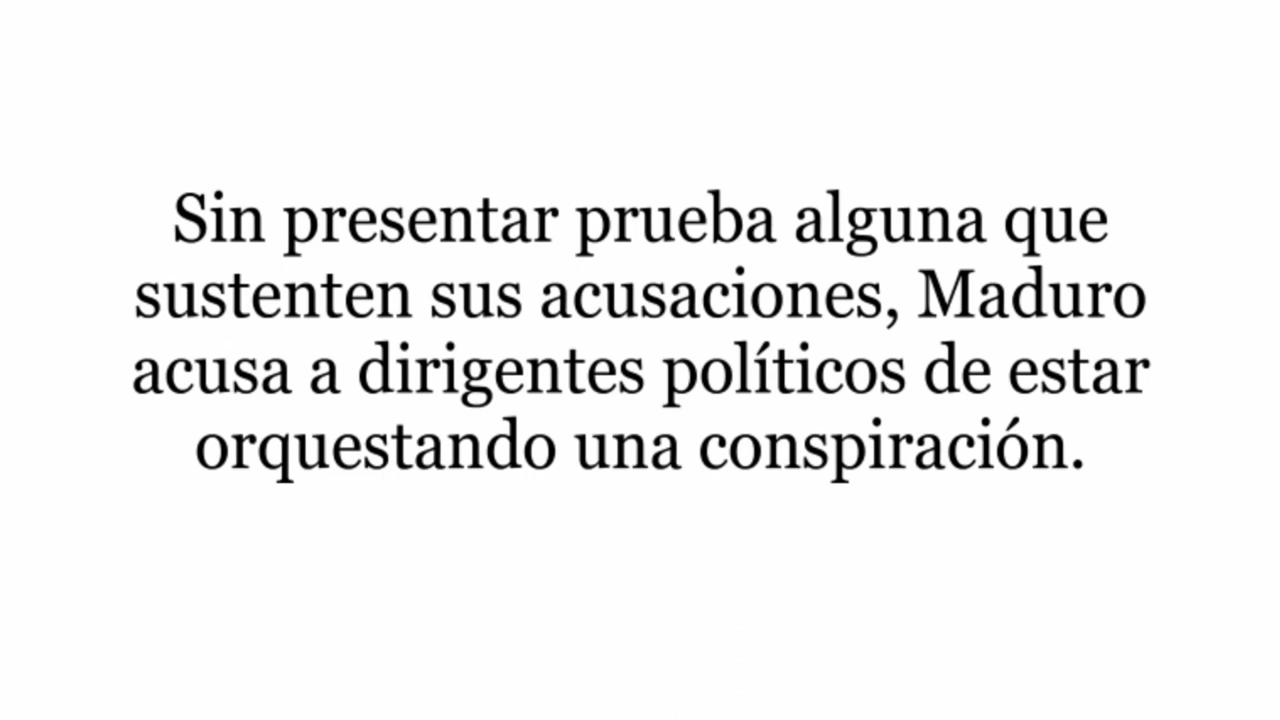 Sin presentar prueba alguna que
sustenten sus acusaciones, Maduro
acusa a dirigentes políticos de estar
orquestando una conspiración.